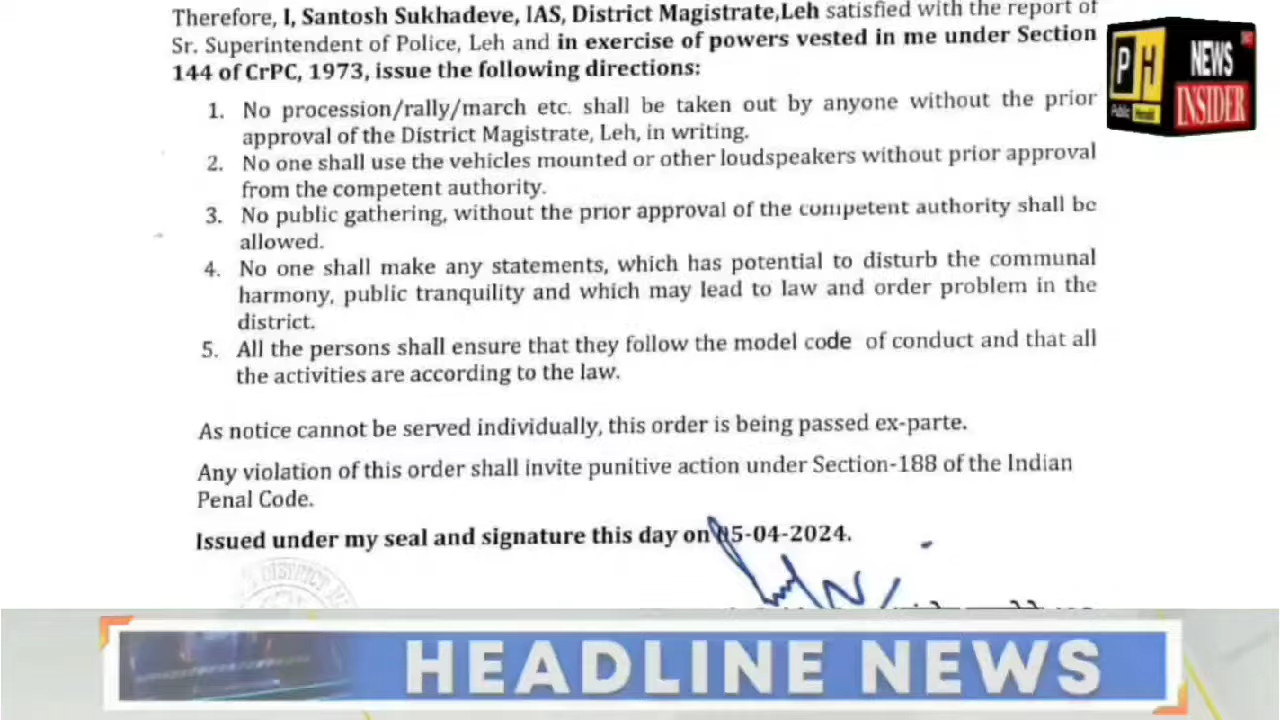 Therefore, I, Santosh Sukhadeve, IAS, District Magistrate,Leh satisfied with the report of
Sr. Superintendent of Police, Leh and in exercise of powers vested in me under Section
144 of CrPC, 1973, issue the following directions:
1. No procession/rally/march etc. shall be taken out by anyone without the prior
approval of the District Magistrate, Leh, in writing.
2. No one shall use the vehicles mounted or other loudspeakers without prior approval
from the competent authority.
3. No public gathering, without the prior approval of the competent authority shall be
allowed.
4. No one shall make any statements, which has potential to disturb the communal
harmony, public tranquility and which may lead to law and order problem in the
district.
5. All the persons shall ensure that they follow the model code of conduct and that all
the activities are according to the law.
As notice cannot be served individually, this order is being passed ex-parte.
Any violation of this order shall invite punitive action under Section-188 of the Indian
Penal Code.
Issued under my seal and signature this day on 05-04-2024.
DISTRICT
PH
Public
NEWS
INSIDER
HEADLINE NEWS